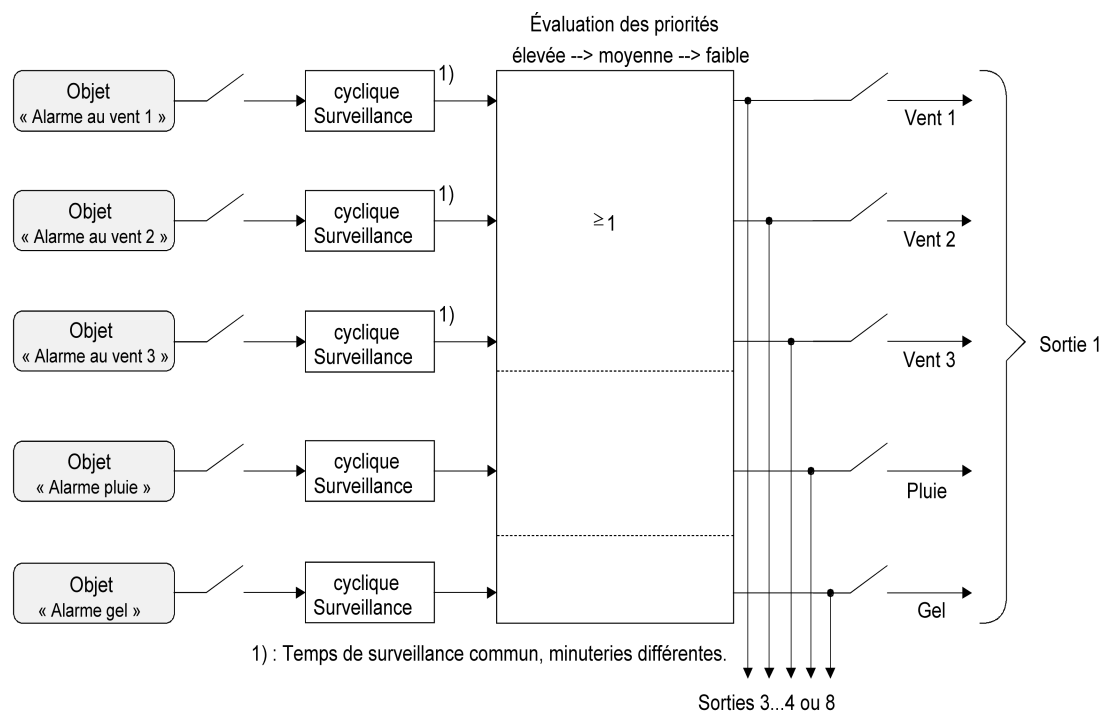 Évaluation des priorités
élevée --> moyenne --> faible
Objet
« Alarme au vent 1 »
cyclique
Surveillance
1)
Vent 1
Objet
« Alarme au vent 2 »
cyclique
Surveillance
1)
≥1
Vent 2
Objet
« Alarme au vent 3 »
cyclique
Surveillance
1)
Vent 3
Sortie 1
Objet
« Alarme pluie »
cyclique
Surveillance
Pluie
Objet
« Alarme gel »
cyclique
Surveillance
Gel
1) : Temps de surveillance commun, minuteries différentes.
Sorties 3...4 ou 8